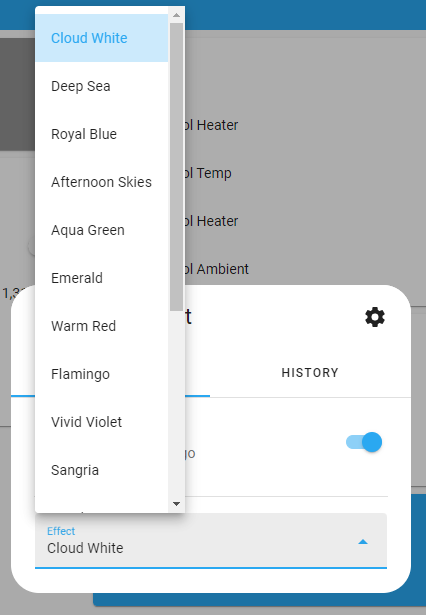 Cloud White
Deep Sea
Royal Blue
Afternoon Skies
Aqua Green
Emerald
Warm Red
Flamingo
Vivid Violet
Sangria
ol Heater
ol Temp
ol Heater
ol Ambient
1,3
t
HISTORY
go
Effect
Cloud White